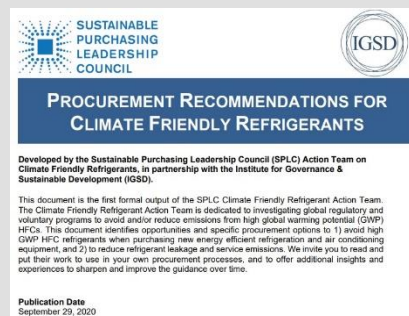 SUSTAINABLE
PURCHASING
LEADERSHIP
COUNCIL
IGSD
PROCUREMENT RECOMMENDATIONS FOR
CLIMATE FRIENDLY REFRIGERANTS
Developed by the Sustainable Purchasing Leadership Council (SPLC) Action Team on
Climate Friendly Refrigerants, in partnership with the Institute for Governance &
Sustainable Development (IGSD).
This document is the first formal output of the SPLC Climate Friendly Refrigerant Action Team.
The Climate Friendly Refrigerant Action Team is dedicated to investigating global regulatory and
voluntary programs to avoid and/or reduce emissions from high global warming potential (GWP)
HFCs. This document identifies opportunities and specific procurement options to 1) avoid high
GWP HFC refrigerants when purchasing new energy efficient refrigeration and air conditioning
equipment, and 2) to reduce refrigerant leakage and service emissions. We invite you to read and
put their work to use in your own procurement processes, and to offer additional insights and
experiences to sharpen and improve the guidance over time.
Publication Date
September 29, 2020